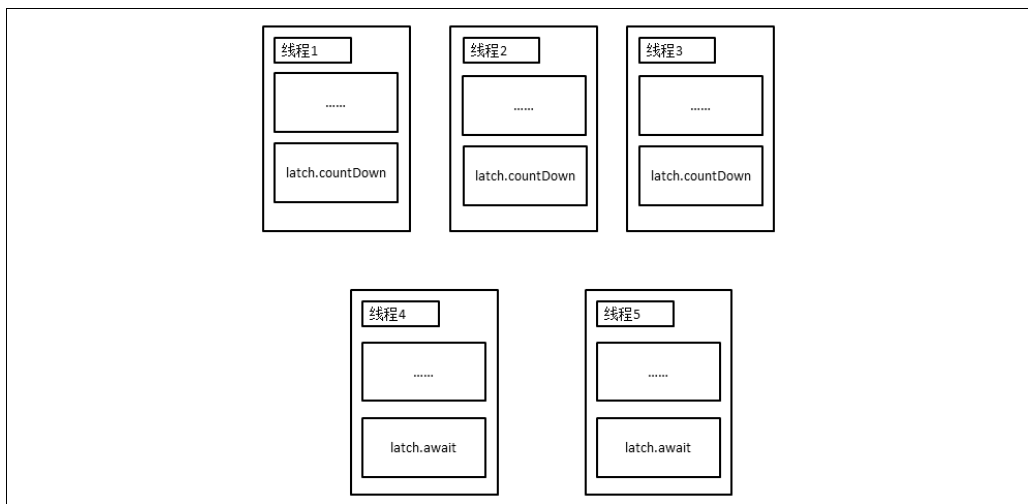 线程1
线程2
线程3
……
……
……
latch.countDown
latch.countDown
latch.countDown
线程4
线程5
……
……
latch.await
latch.await